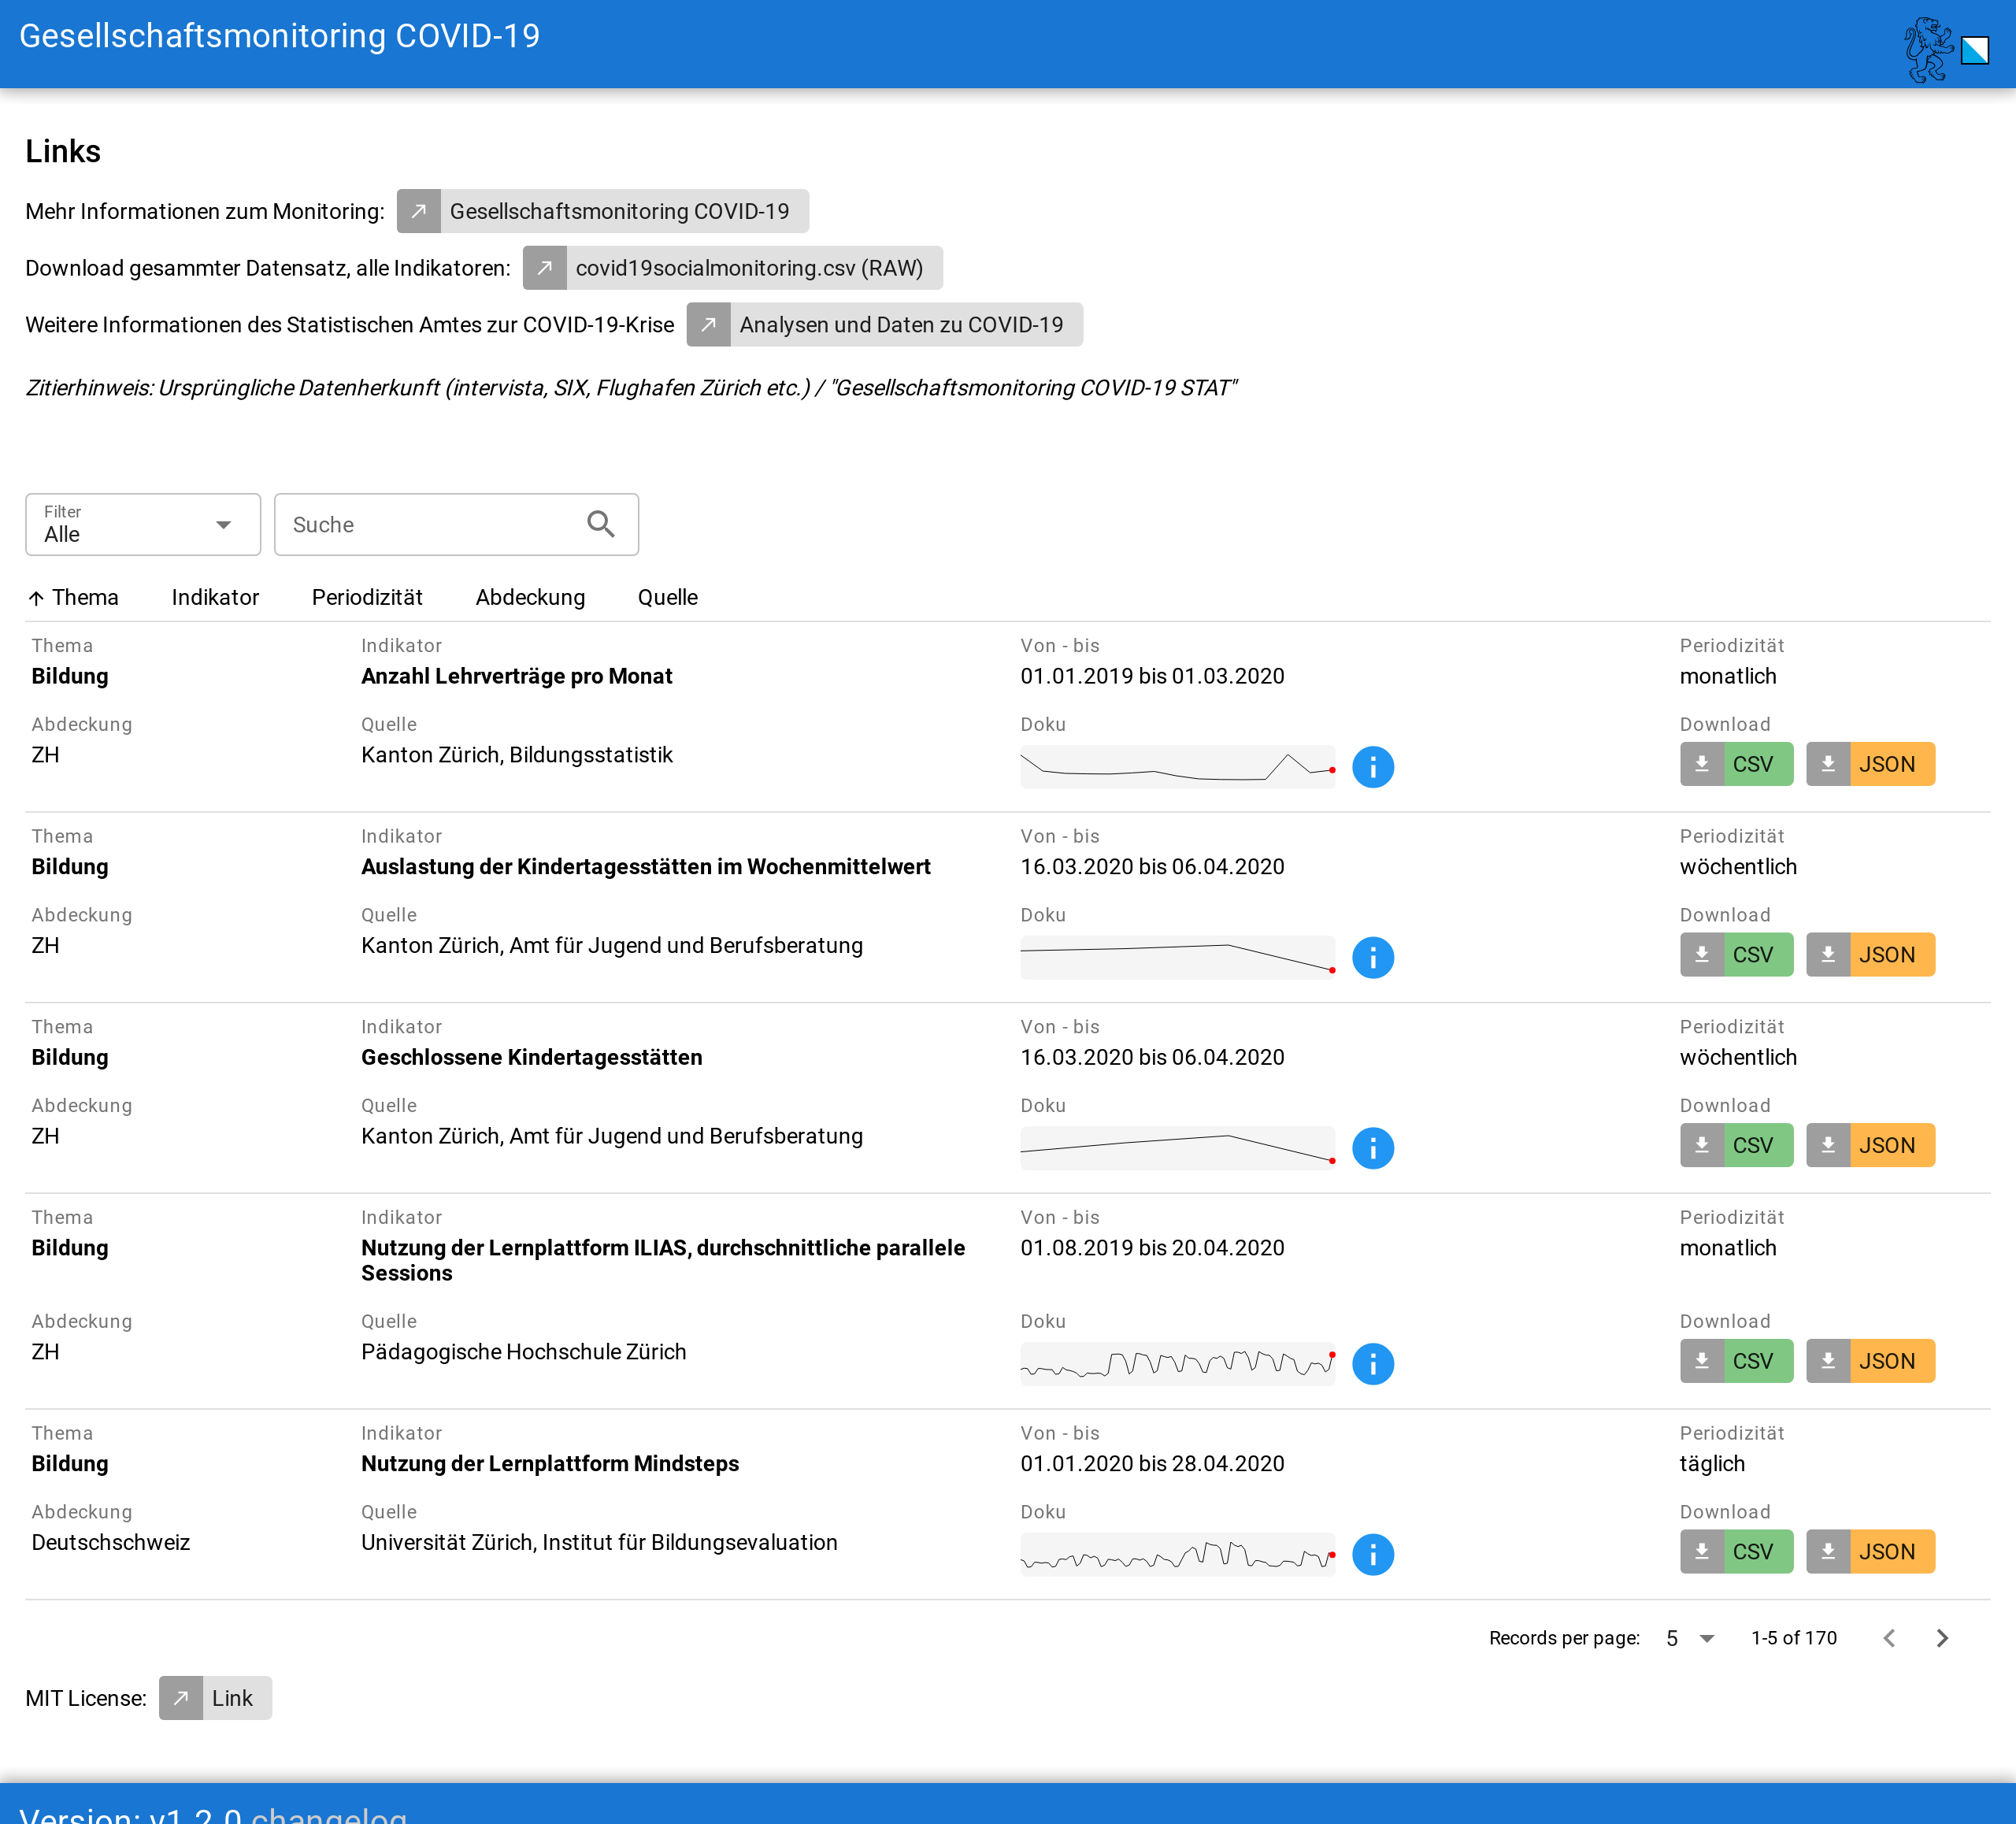 Gesellschaftsmonitoring COVID-19
Links
Mehr Informationen zum Monitoring: Gesellschaftsmonitoring COVID-19
Download gesammter Datensatz, alle Indikatoren: covid19socialmonitoring.csv (RAW)
Weitere Informationen des Statistischen Amtes zur COVID-19-Krise Analysen und Daten zu COVID-19
Zitierhinweis: Ursprüngliche Datenherkunft (intervista, SIX, Flughafen Zürich etc.) / "Gesellschaftsmonitoring COVID-19 STAT"
Filter
Alle
Suche
Thema Indikator Periodizität Abdeckung Quelle
Thema Indikator Von - bis Periodizität
Bildung Anzahl Lehrverträge pro Monat 01.01.2019 bis 01.03.2020 monatlich
Abdeckung Quelle Doku Download
ZH Kanton Zürich, Bildungsstatistik CSV JSON
Thema Indikator Von - bis Periodizität
Bildung Auslastung der Kindertagesstätten im Wochenmittelwert 16.03.2020 bis 06.04.2020 wöchentlich
Abdeckung Quelle Doku Download
ZH Kanton Zürich, Amt für Jugend und Berufsberatung CSV JSON
Thema Indikator Von - bis Periodizität
Bildung Geschlossene Kindertagesstätten 16.03.2020 bis 06.04.2020 wöchentlich
Abdeckung Quelle Doku Download
ZH Kanton Zürich, Amt für Jugend und Berufsberatung CSV JSON
Thema Indikator Von - bis Periodizität
Bildung Nutzung der Lernplattform ILIAS, durchschnittliche parallele 01.08.2019 bis 20.04.2020 monatlich
Sessions
Abdeckung Quelle Doku Download
ZH Pädagogische Hochschule Zürich CSV JSON
Thema Indikator Von - bis Periodizität
Bildung Nutzung der Lernplattform Mindsteps 01.01.2020 bis 28.04.2020 täglich
Abdeckung Quelle Doku Download
Deutschschweiz Universität Zürich, Institut für Bildungsevaluation CSV JSON
Records per page: 5 1-5 of 170
MIT License: Link
Version: v1.2.0 changelog